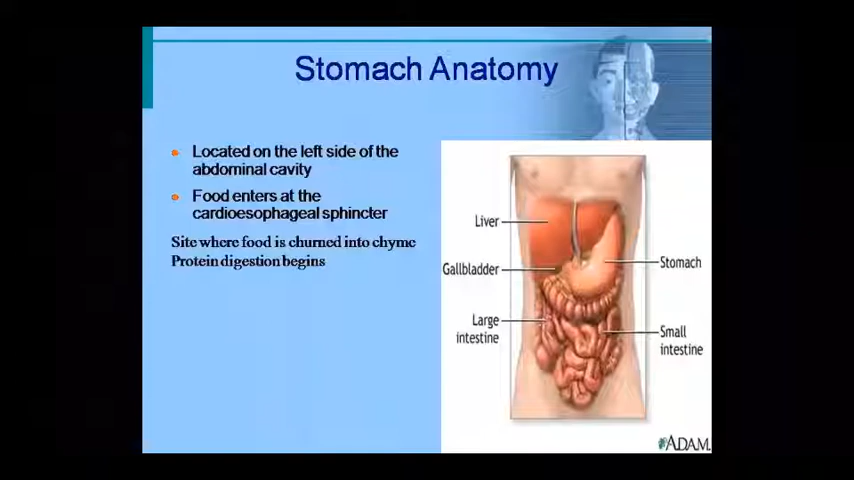 Stomach Anatomy
Located on the left side of the
abdominal cavity
Food enters at the
cardioesophageal sphincter
Site where food is churned into chyme
Protein digestion begins
Liver
Gallbladder
Large
intestine
Stomach
Small
intestine
ADAM.